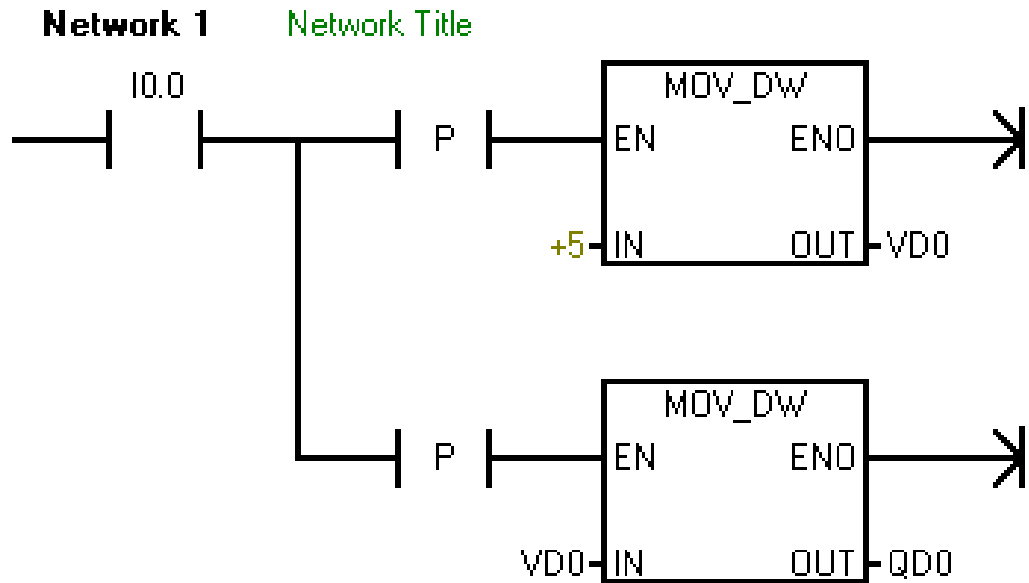 Network 1 Network Title
I0.0
MOV_DW
P EN ENO
+5 IN OUT VD0
MOV_DW
P EN ENO
VD0 IN OUT QD0